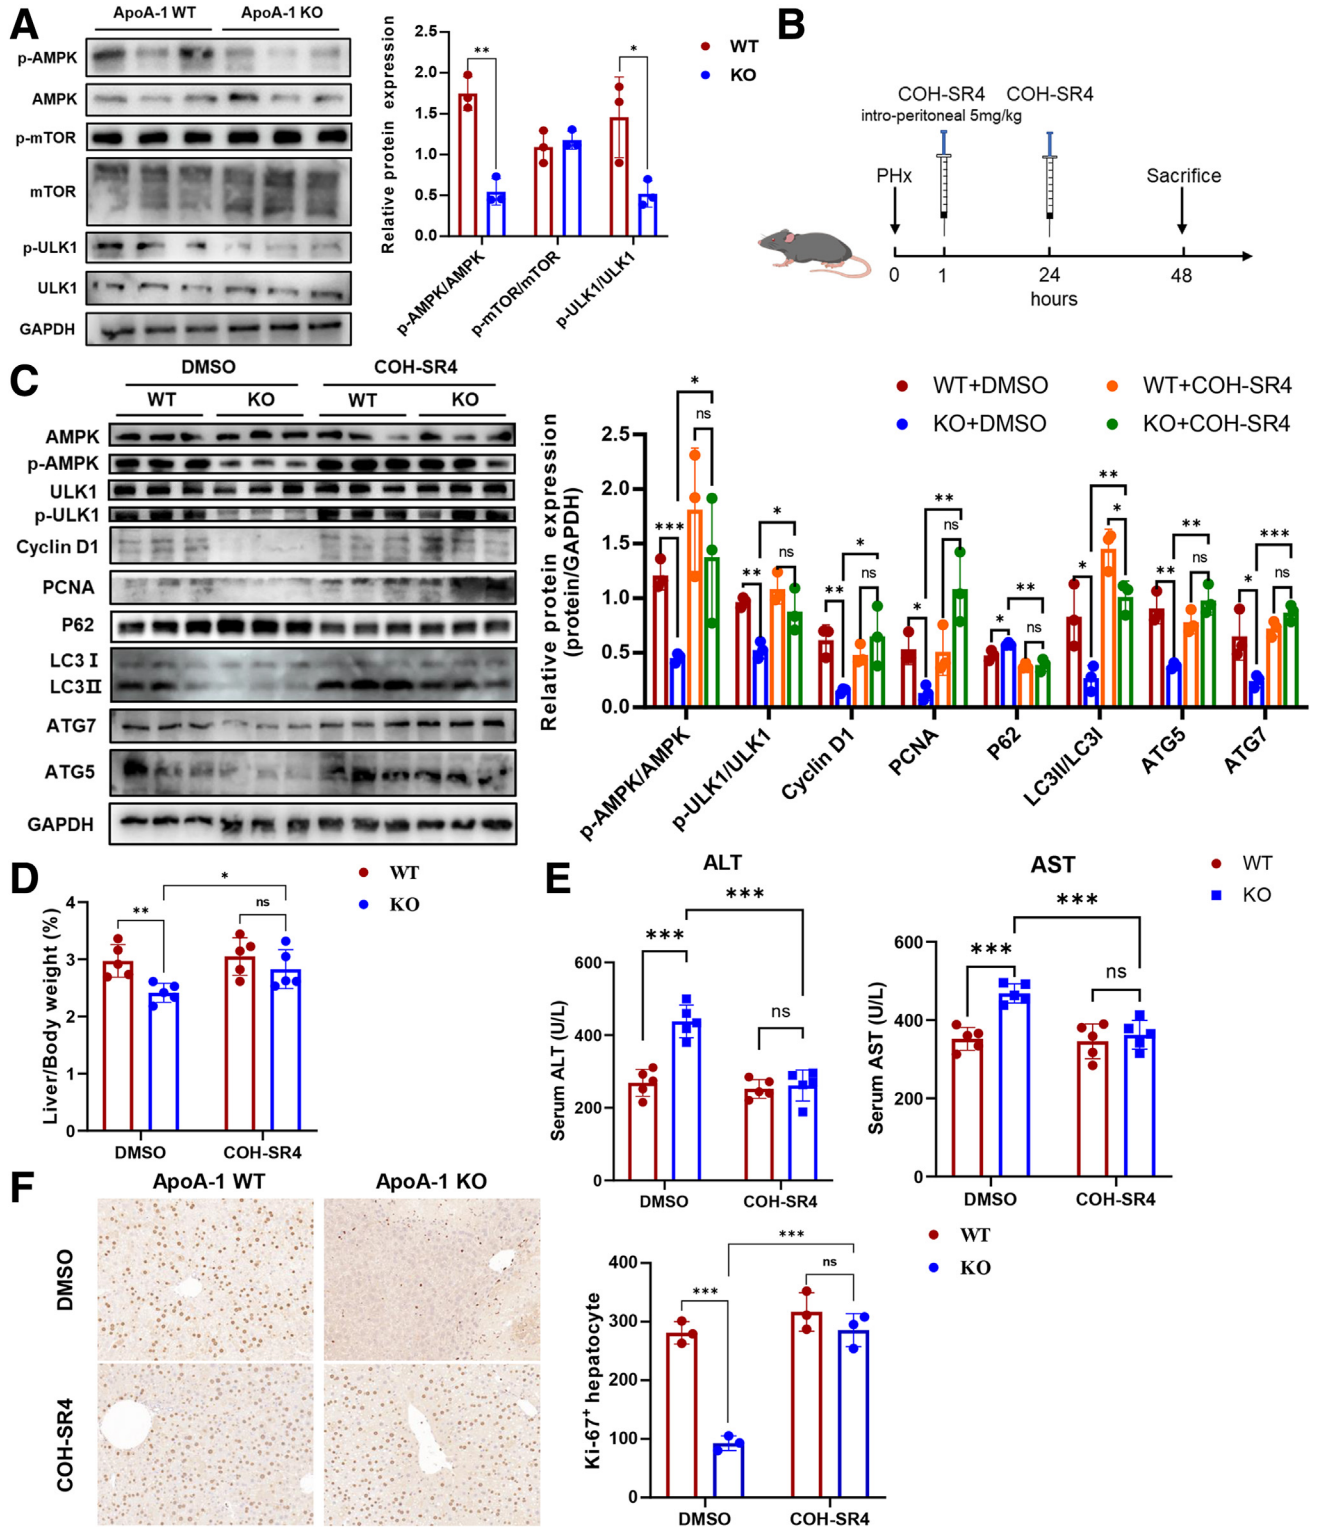 A
ApoA-1 WT ApoA-1 KO
p-AMPK
AMPK
p-mTOR
mTOR
p-ULK1
ULK1
GAPDH
Relative protein expression
2.5
2.0
1.5
1.0
0.5
0.0
** *
p-AMPK/AMPK p-mTOR/mTOR p-ULK1/ULK1
WT
KO
B
COH-SR4 COH-SR4
intro-peritoneal 5mg/kg
PHx Sacrifice
0 1 24 48
hours
C
DMSO COH-SR4
WT KO WT KO
AMPK
p-AMPK
ULK1
p-ULK1
Cyclin D1
PCNA
P62
LC3 I
LC3 II
ATG7
ATG5
GAPDH
WT+DMSO WT+COH-SR4
KO+DMSO KO+COH-SR4
Relative protein expression
(protein/GAPDH)
2.5
2.0
1.5
1.0
0.5
0.0
*** ns *
** ns *
** ns *
* ns **
* ns **
* * **
** ns **
* ns ***
p-AMPK/AMPK p-ULK1/ULK1 Cyclin D1 PCNA P62 LC3II/LC3I ATG5 ATG7
D
WT
KO
Liver/Body weight (%)
4
3
2
1
0
** * ns
DMSO COH-SR4
E
ALT
Serum ALT (U/L)
600
400
200
0
*** *** ns
DMSO COH-SR4
AST
WT
KO
Serum AST (U/L)
600
400
200
0
*** *** ns
DMSO COH-SR4
F
ApoA-1 WT ApoA-1 KO
DMSO
COH-SR4
WT
KO
Ki-67+ hepatocyte
400
300
200
100
0
*** *** ns
DMSO COH-SR4